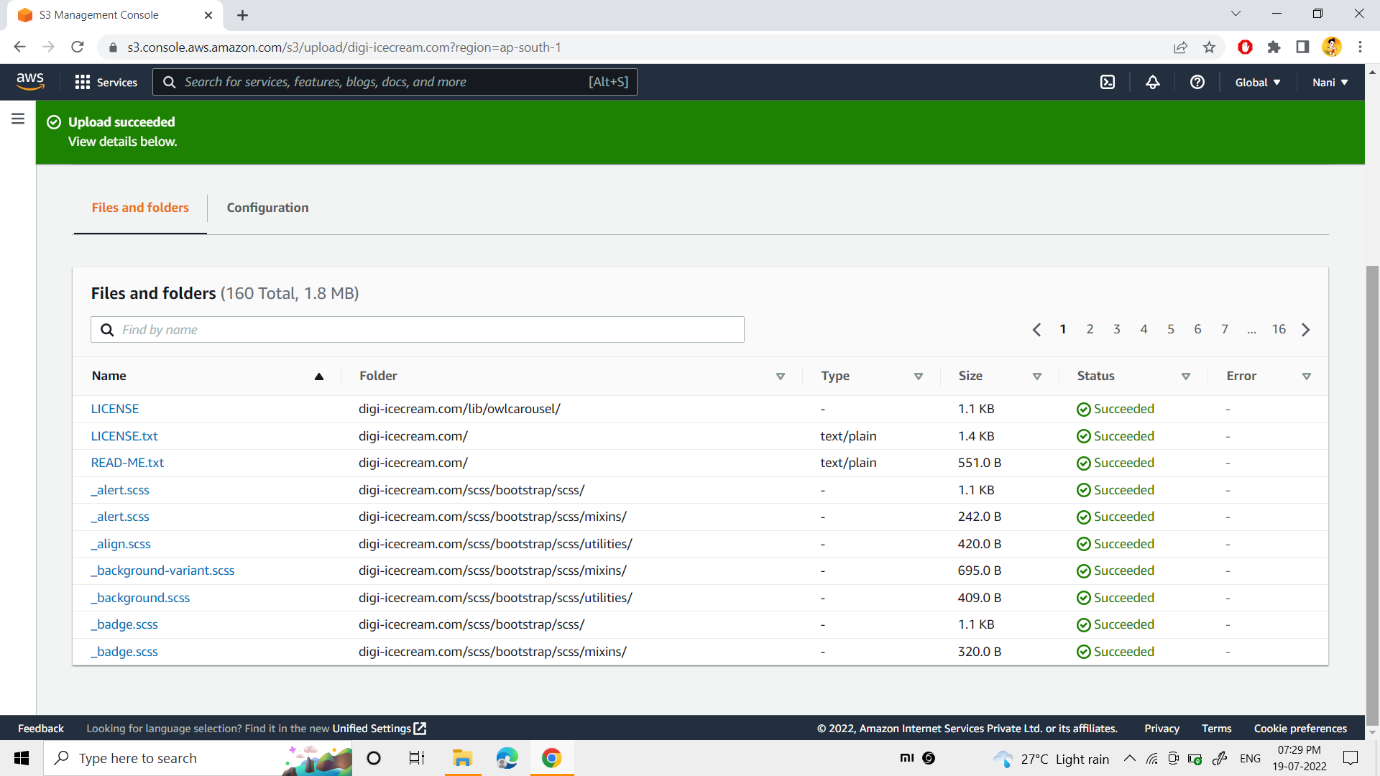 S3 Management Console
s3.console.aws.amazon.com/s3/upload/digi-icecream.com?region=ap-south-1
aws
Services
Search for services, features, blogs, docs, and more
[Alt+S]
Global
Nani
Upload succeeded
View details below.
Files and folders
Configuration
Files and folders (160 Total, 1.8 MB)
Find by name
1 2 3 4 5 6 7 ... 16
Name Folder Type Size Status Error
LICENSE digi-icecream.com/lib/owlcarousel/ - 1.1 KB Succeeded -
LICENSE.txt digi-icecream.com/ text/plain 1.4 KB Succeeded -
READ-ME.txt digi-icecream.com/ text/plain 551.0 B Succeeded -
_alert.scss digi-icecream.com/scss/bootstrap/scss/ - 1.1 KB Succeeded -
_alert.scss digi-icecream.com/scss/bootstrap/scss/mixins/ - 242.0 B Succeeded -
_align.scss digi-icecream.com/scss/bootstrap/scss/utilities/ - 420.0 B Succeeded -
_background-variant.scss digi-icecream.com/scss/bootstrap/scss/mixins/ - 695.0 B Succeeded -
_background.scss digi-icecream.com/scss/bootstrap/scss/utilities/ - 409.0 B Succeeded -
_badge.scss digi-icecream.com/scss/bootstrap/scss/ - 1.1 KB Succeeded -
_badge.scss digi-icecream.com/scss/bootstrap/scss/mixins/ - 320.0 B Succeeded -
Feedback Looking for language selection? Find it in the new Unified Settings © 2022, Amazon Internet Services Private Ltd. or its affiliates. Privacy Terms Cookie preferences
Type here to search
mi
27°C Light rain
ENG
07:29 PM
19-07-2022